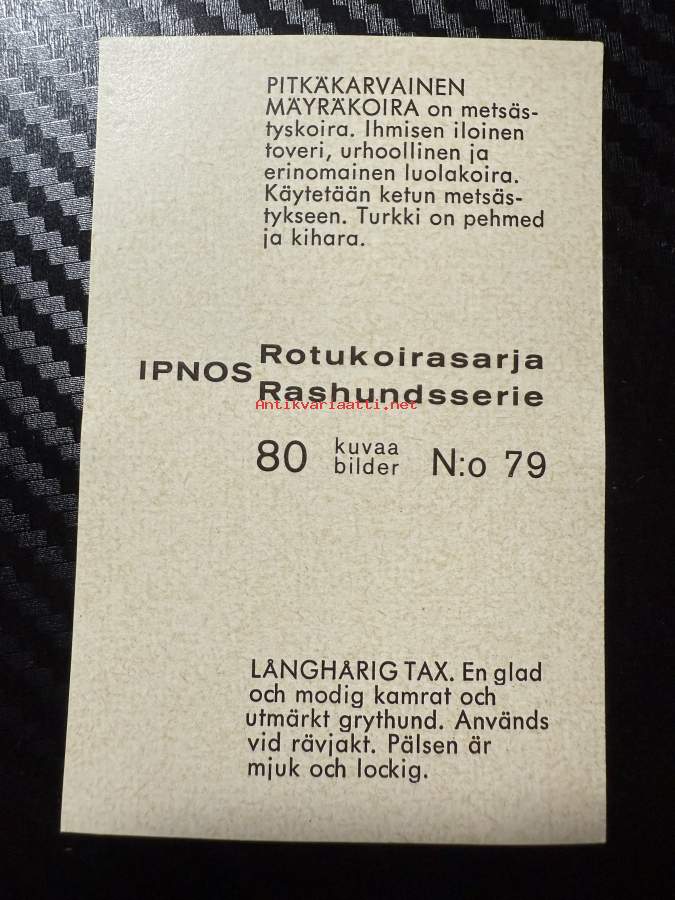 PITKÄKARVAINEN
MÄYRÄKOIRA on metsäs-
tyskoira. Ihmisen iloinen
toveri, urhoollinen ja
erinomainen luolakoira.
Käytetään ketun metsäs-
tykseen. Turkki on pehmeä
ja kihara.
IPNOS Rotukoirasarja
Rashundsserie
Antikvariaatti.net
80 kuvaa
bilder N:o 79
LÅNGHÅRIG TAX. En glad
och modig kamrat och
utmärkt grythund. Används
vid rävjakt. Pälsen är
mjuk och lockig.